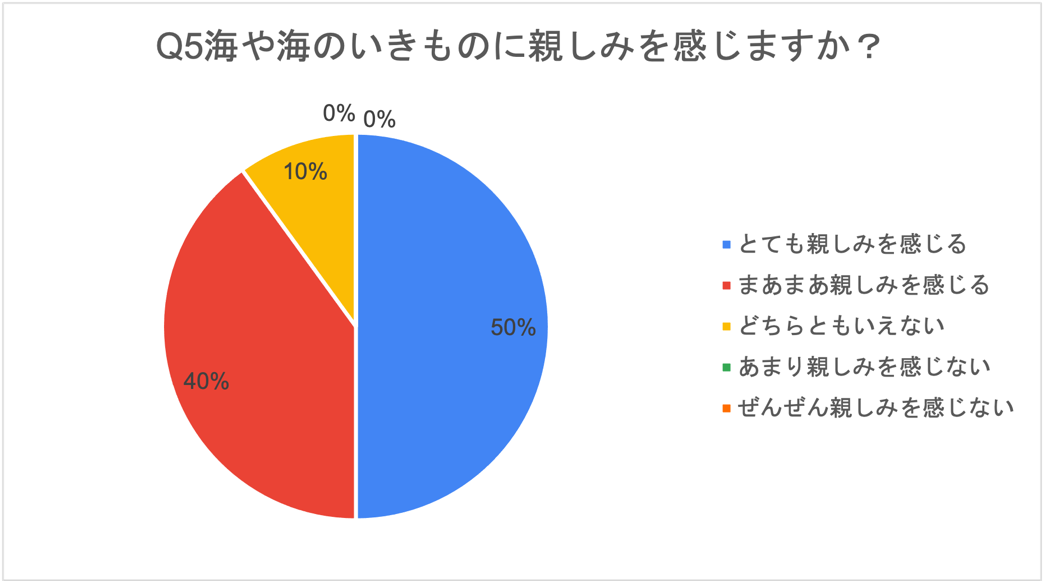 Q5海や海のいきものに親しみを感じますか？
0%
0%
10%
50%
40%
とても親しみを感じる
まあまあ親しみを感じる
どちらともいえない
あまり親しみを感じない
ぜんぜん親しみを感じない